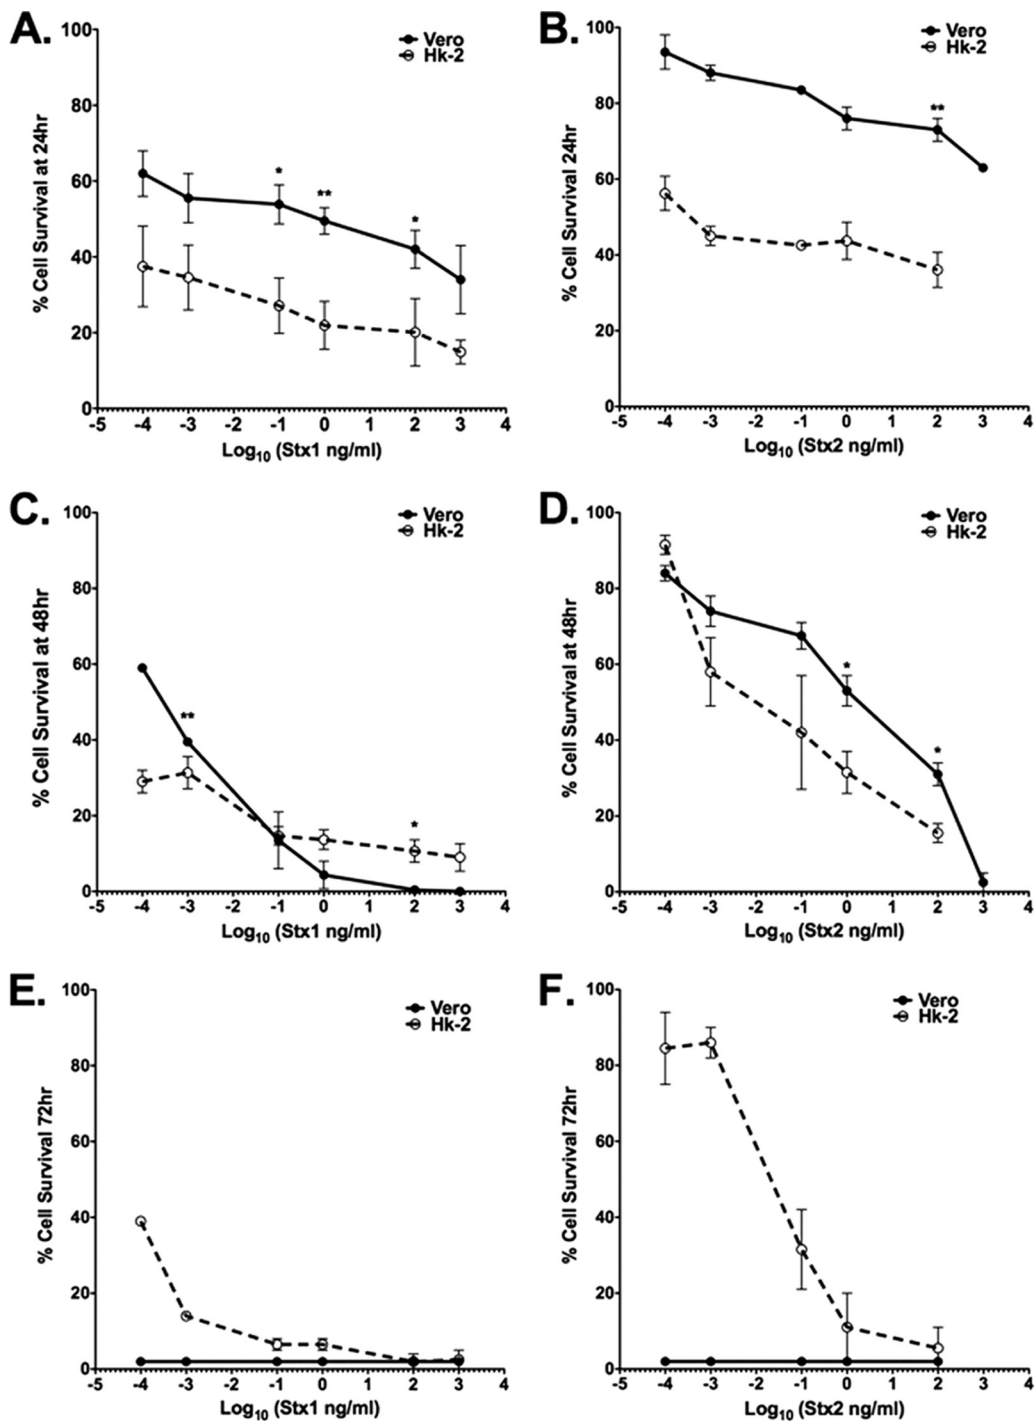 A.
100
80
60
40
20
0
% Cell Survival at 24hr
Vero
Hk-2
*
**
*
-5 -4 -3 -2 -1 0 1 2 3 4
Log10 (Stx1 ng/ml)
B.
100
80
60
40
20
0
% Cell Survival 24hr
Vero
Hk-2
**
-5 -4 -3 -2 -1 0 1 2 3 4
Log10 (Stx2 ng/ml)
C.
100
80
60
40
20
0
% Cell Survival at 48hr
Vero
Hk-2
**
*
-5 -4 -3 -2 -1 0 1 2 3 4
Log10 (Stx1 ng/ml)
D.
100
80
60
40
20
0
% Cell Survival at 48hr
Vero
Hk-2
*
*
-5 -4 -3 -2 -1 0 1 2 3 4
Log10 (Stx2 ng/ml)
E.
100
80
60
40
20
0
% Cell Survival 72hr
Vero
Hk-2
-5 -4 -3 -2 -1 0 1 2 3 4
Log10 (Stx1 ng/ml)
F.
100
80
60
40
20
0
% Cell Survival 72hr
Vero
Hk-2
-5 -4 -3 -2 -1 0 1 2 3 4
Log10 (Stx2 ng/ml)